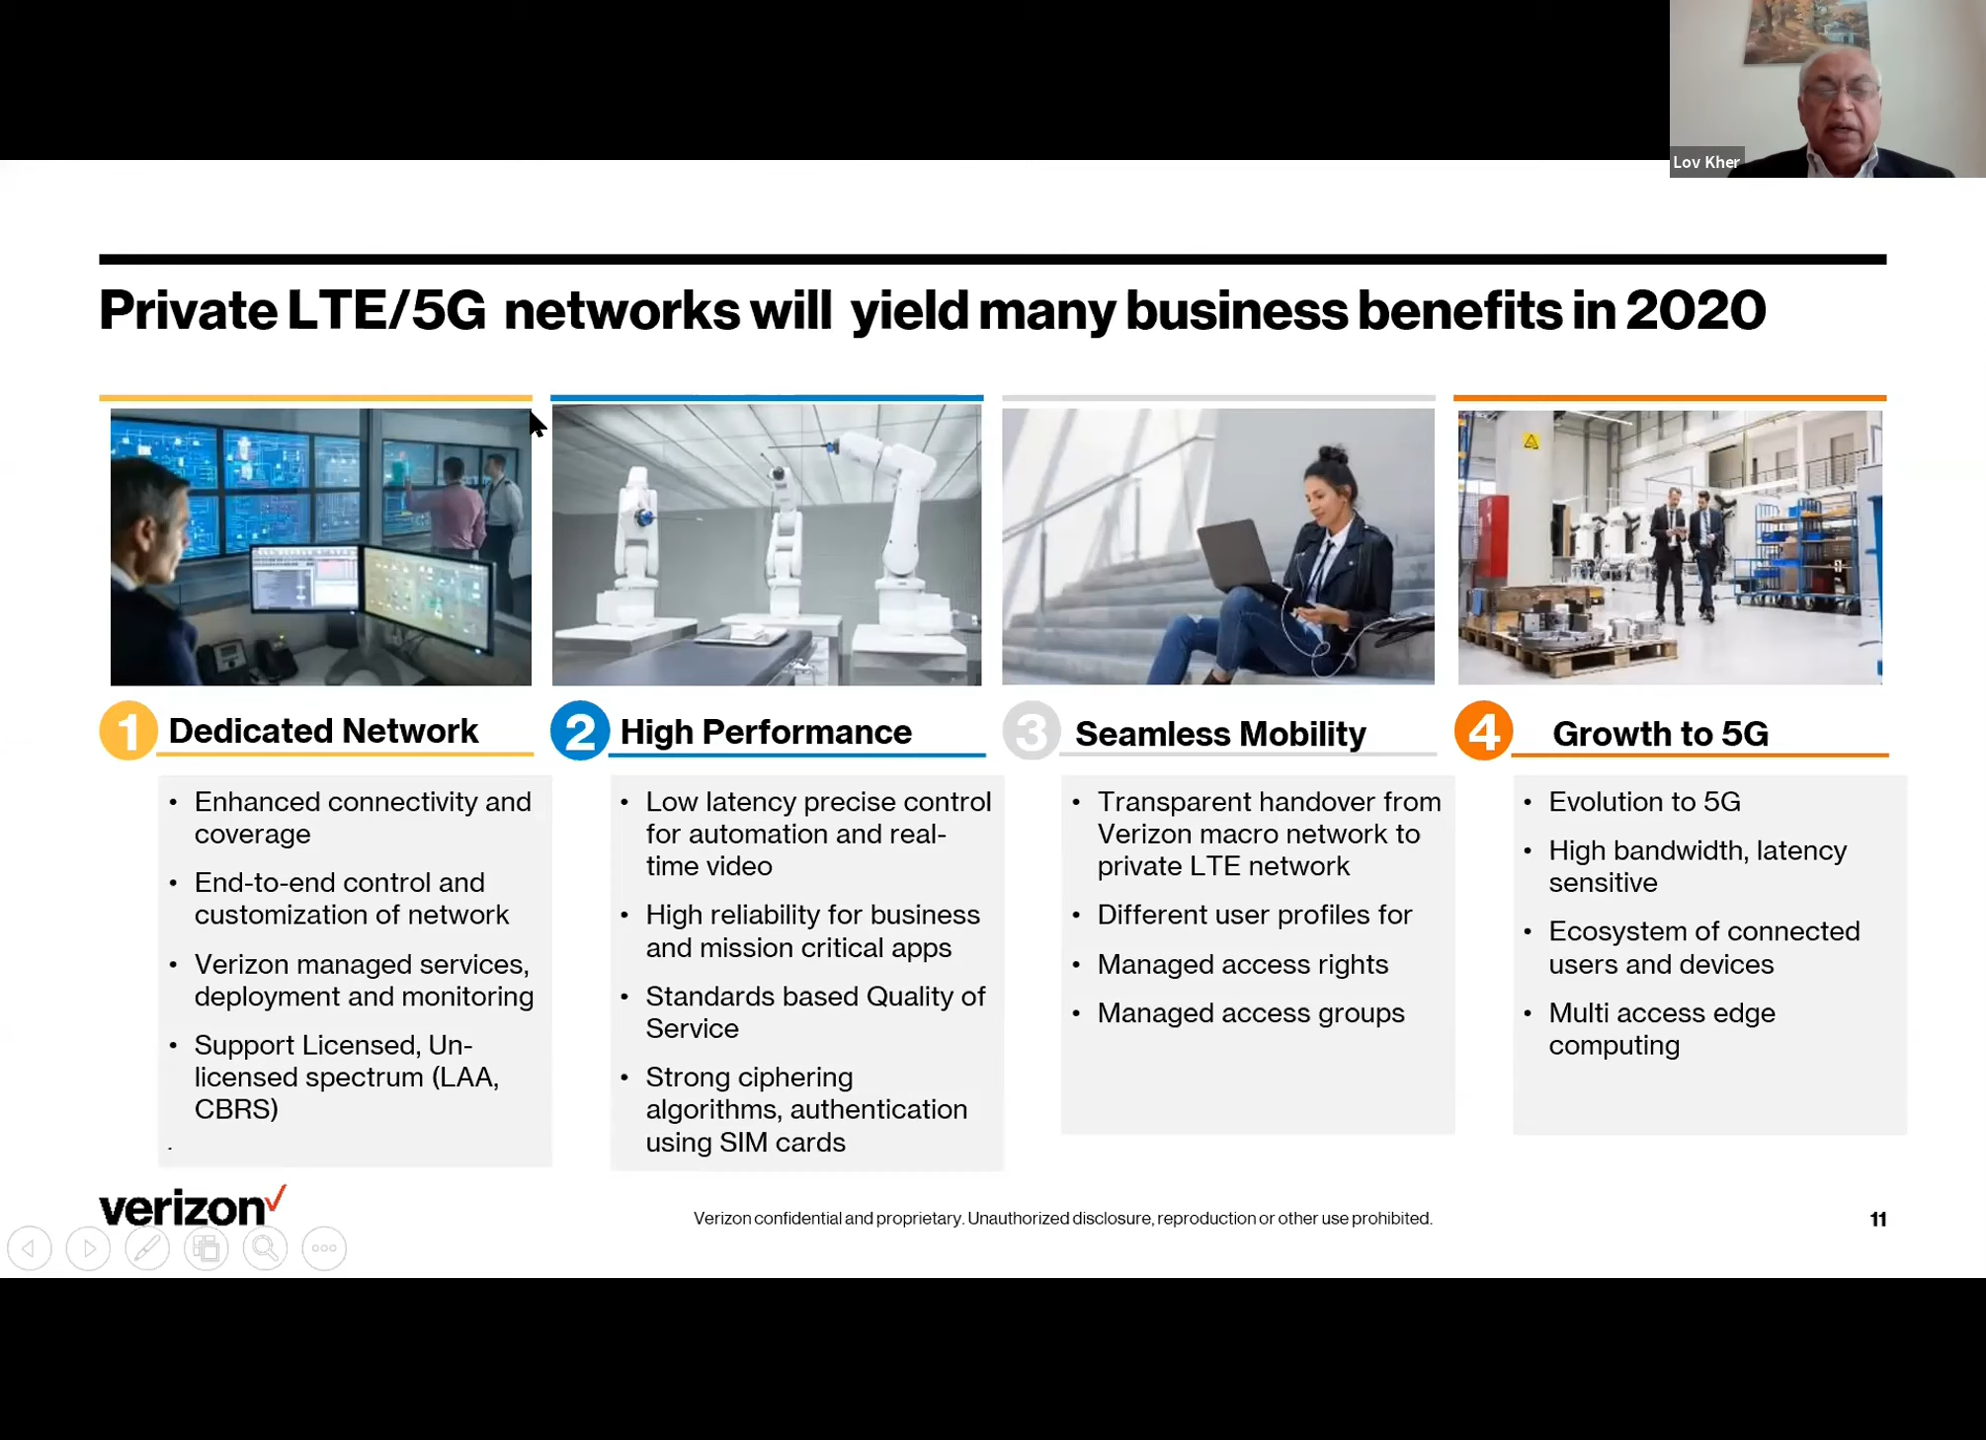 Lov Kher
Private LTE/5G networks will yield many business benefits in 2020
1 Dedicated Network
• Enhanced connectivity and
coverage
• End-to-end control and
customization of network
• Verizon managed services,
deployment and monitoring
• Support Licensed, Un-
licensed spectrum (LAA,
CBRS)
.
2 High Performance
• Low latency precise control
for automation and real-
time video
• High reliability for business
and mission critical apps
• Standards based Quality of
Service
• Strong ciphering
algorithms, authentication
using SIM cards
3 Seamless Mobility
• Transparent handover from
Verizon macro network to
private LTE network
• Different user profiles for
• Managed access rights
• Managed access groups
4 Growth to 5G
• Evolution to 5G
• High bandwidth, latency
sensitive
• Ecosystem of connected
users and devices
• Multi access edge
computing
verizon
Verizon confidential and proprietary. Unauthorized disclosure, reproduction or other use prohibited.
11